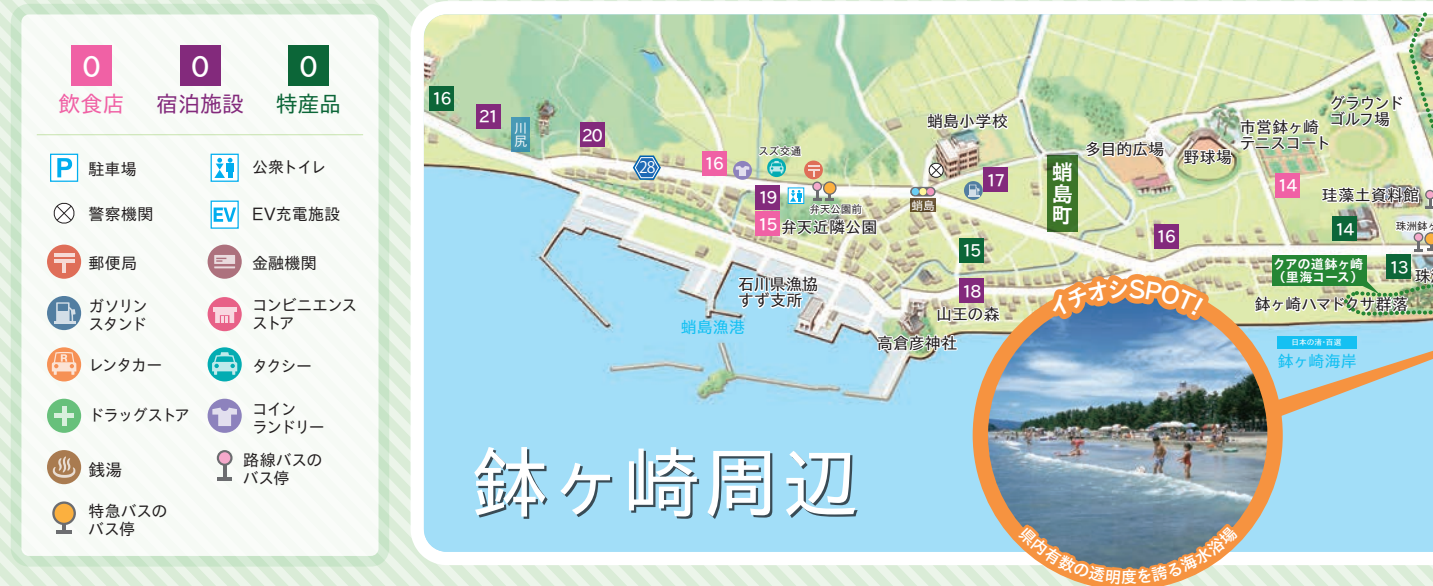 0
0
0
飲食店
宿泊施設
特産品
P
駐車場
公衆トイレ
警察機関
EV
EV充電施設
郵便局
金融機関
ガソリン
スタンド
コンビニエンス
ストア
R
レンタカー
タクシー
ドラッグストア
コイン
ランドリー
銭湯
路線バスの
バス停
特急バスの
バス停
16
21
川尻
20
28
16
スズ交通
19
弁天公園前
15
弁天近隣公園
蛸島小学校
蛸島
17
蛸島町
多目的広場
野球場
市営鉢ヶ崎
テニスコート
グラウンド
ゴルフ場
14
珪藻土資料館
14
珠洲鉢ヶ
16
15
18
山王の森
高倉彦神社
石川県漁協
すず支所
蛸島漁港
クアの道鉢ヶ崎
(里海コース)
13
珠洲
鉢ヶ崎ハマドクサ群落
日本の渚・百選
鉢ヶ崎海岸
イチオシSPOT!
県内有数の透明度を誇る海水浴場
鉢ヶ崎周辺